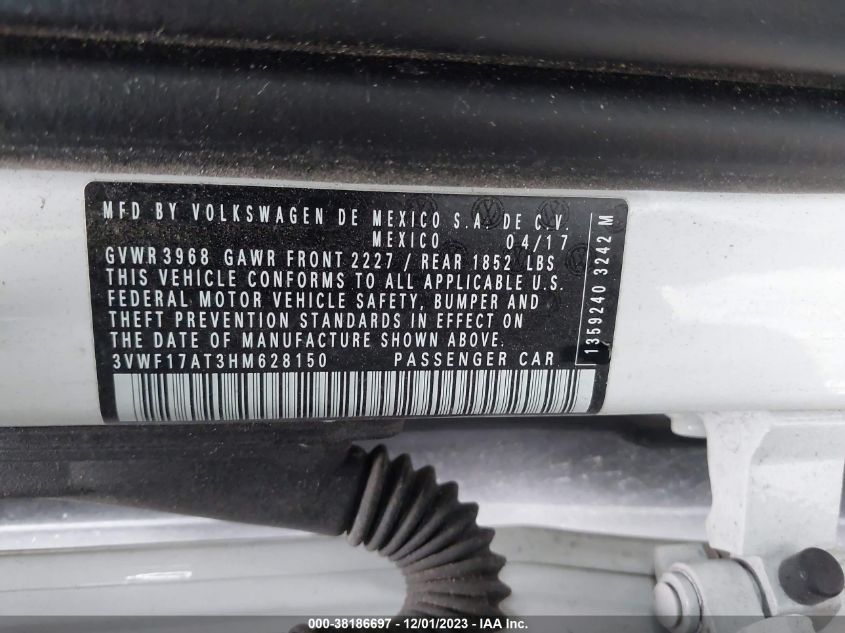 MFD BY VOLKSWAGEN DE MEXICO S.A. DE C.V.
MEXICO 04/17
GVWR 3968 GAWR FRONT 2227 / REAR 1852 LBS
THIS VEHICLE CONFORMS TO ALL APPLICABLE U.S.
FEDERAL MOTOR VEHICLE SAFETY, BUMPER AND
THEFT PREVENTION STANDARDS IN EFFECT ON
THE DATE OF MANUFACTURE SHOWN ABOVE.
3VWF17AT3HM628150 PASSENGER CAR
1359240 3242 M
000-38186697 - 12/01/2023 - IAA Inc.